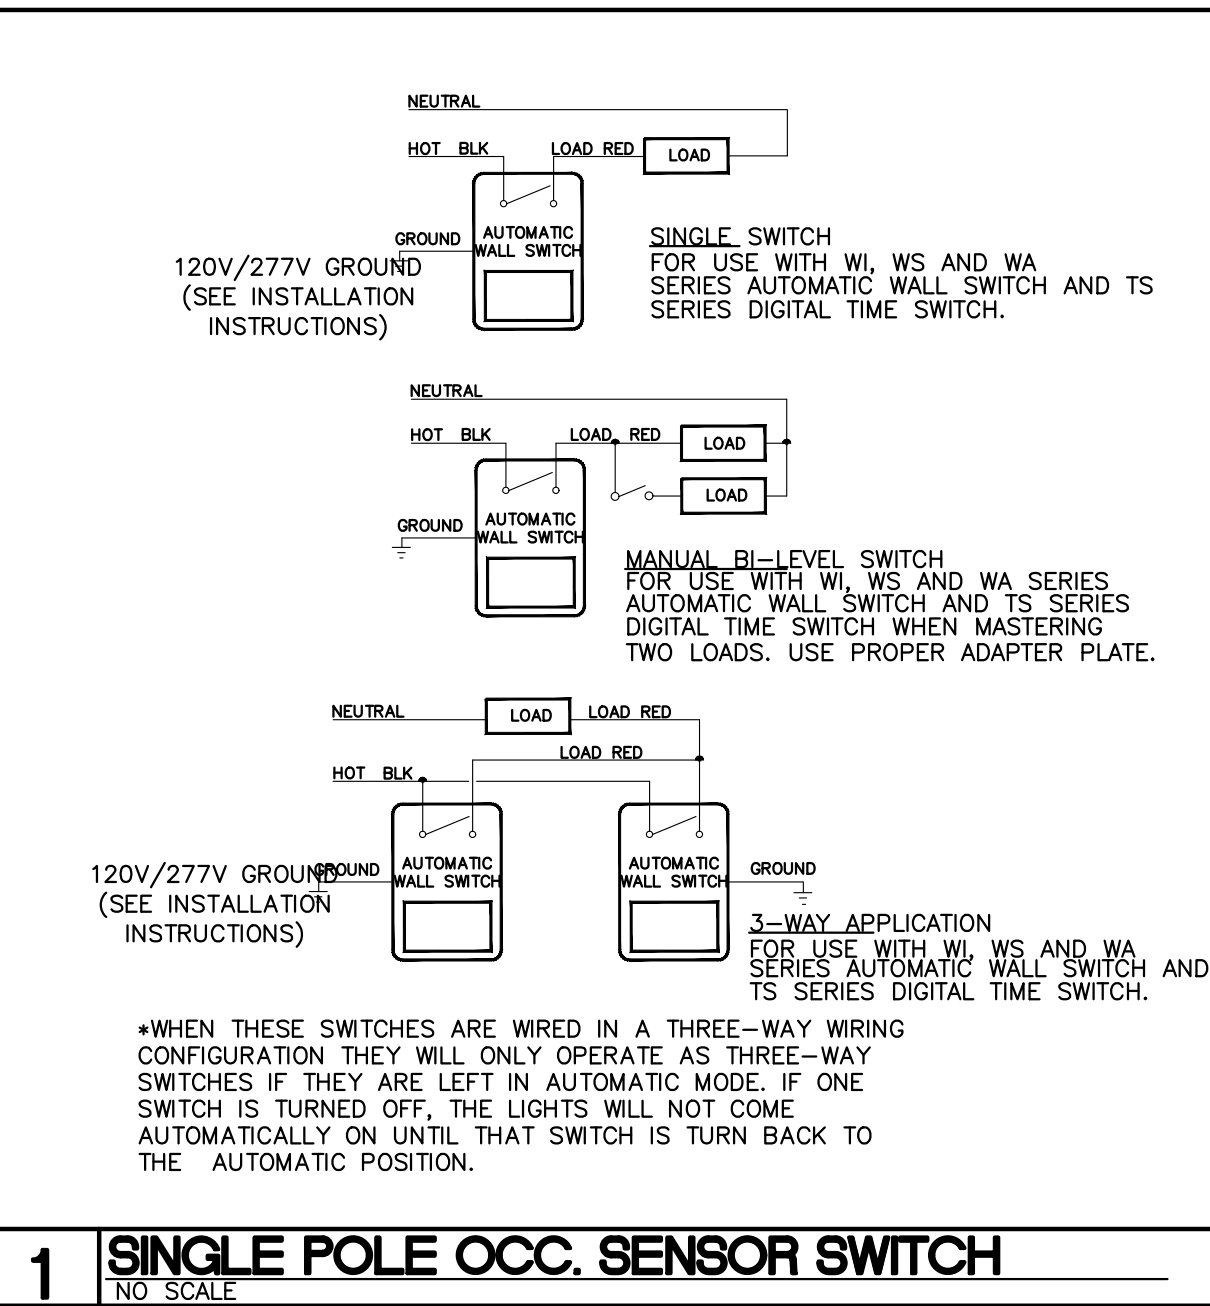 NEUTRAL
HOT BLK
LOAD RED
LOAD
GROUND
AUTOMATIC
WALL SWITCH
120V/277V GROUND
(SEE INSTALLATION
INSTRUCTIONS)
SINGLE SWITCH
FOR USE WITH WI, WS AND WA
SERIES AUTOMATIC WALL SWITCH AND TS
SERIES DIGITAL TIME SWITCH.
NEUTRAL
HOT BLK
LOAD RED
LOAD
LOAD
GROUND
AUTOMATIC
WALL SWITCH
MANUAL BI-LEVEL SWITCH
FOR USE WITH WI, WS AND WA SERIES
AUTOMATIC WALL SWITCH AND TS SERIES
DIGITAL TIME SWITCH WHEN MASTERING
TWO LOADS. USE PROPER ADAPTER PLATE.
NEUTRAL
LOAD
LOAD RED
LOAD RED
HOT BLK
120V/277V GROUND
(SEE INSTALLATION
INSTRUCTIONS)
GROUND
AUTOMATIC
WALL SWITCH
AUTOMATIC
WALL SWITCH
GROUND
3-WAY APPLICATION
FOR USE WITH WI, WS AND WA
SERIES AUTOMATIC WALL SWITCH AND
TS SERIES DIGITAL TIME SWITCH.
*WHEN THESE SWITCHES ARE WIRED IN A THREE-WAY WIRING
CONFIGURATION THEY WILL ONLY OPERATE AS THREE-WAY
SWITCHES IF THEY ARE LEFT IN AUTOMATIC MODE. IF ONE
SWITCH IS TURNED OFF, THE LIGHTS WILL NOT COME
AUTOMATICALLY ON UNTIL THAT SWITCH IS TURN BACK TO
THE AUTOMATIC POSITION.
1
SINGLE POLE OCC. SENSOR SWITCH
NO SCALE